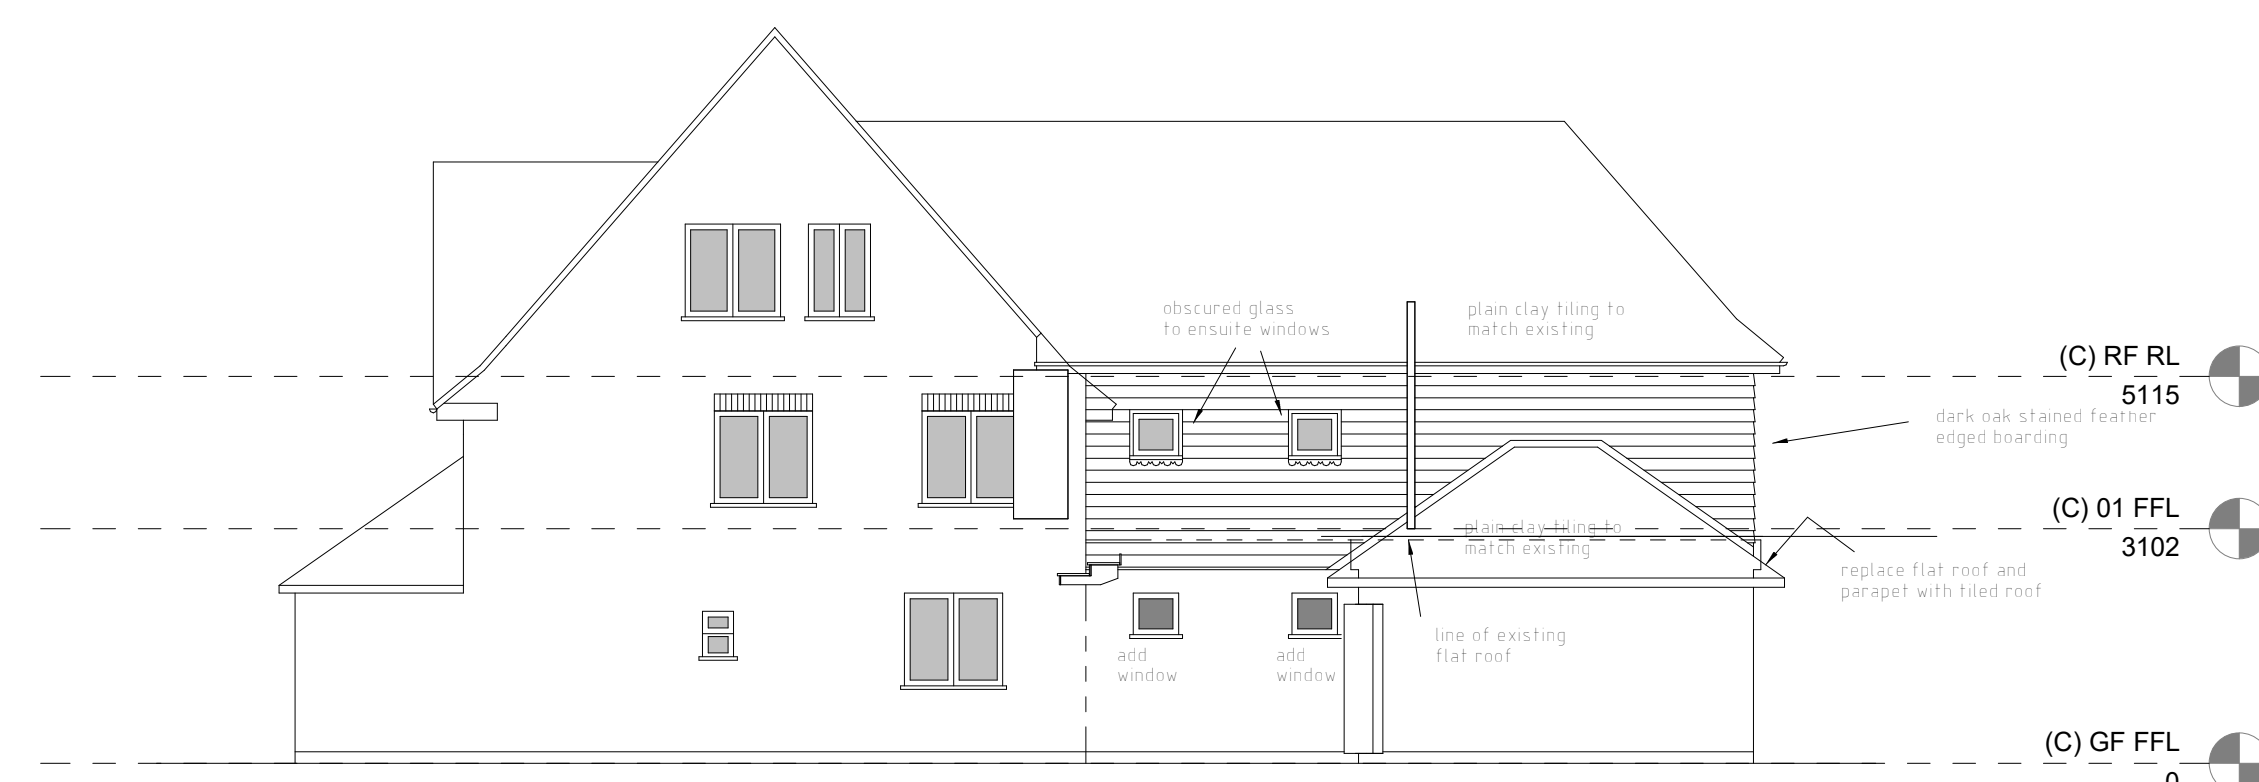 obscured glass
to ensuite windows
plain clay tiling to
match existing
(C) RF RL
5115
dark oak stained feather
edged boarding
(C) 01 FFL
3102
plain clay tiling to
match existing
replace flat roof and
parapet with tiled roof
line of existing
flat roof
add
window
add
window
(C) GF FFL
0